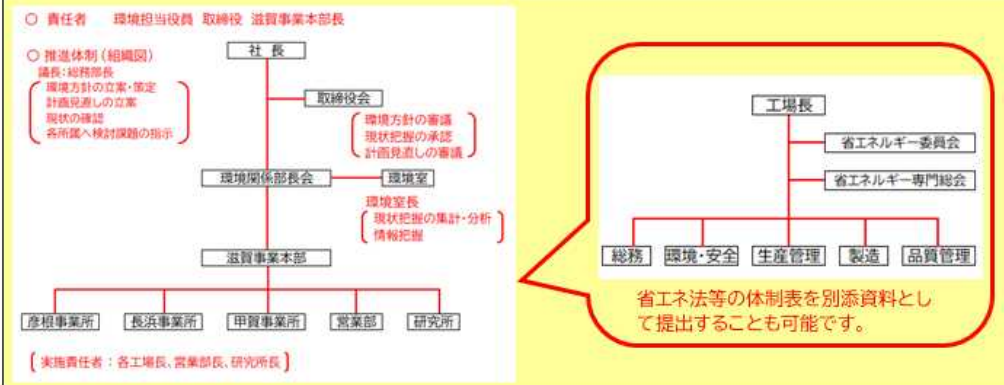 ○ 責任者　環境担当役員 取締役 滋賀事業本部長
○ 推進体制(組織図)
議長:総務部長
環境方針の立案・策定
計画見直しの立案
現状の確認
各所属へ検討課題の指示
社 長
取締役会
環境方針の審議
現状把握の承認
計画見直しの審議
環境関係部長会
環境室
環境室長
現状把握の集計・分析
情報把握
滋賀事業本部
彦根事業所
長浜事業所
甲賀事業所
営業部
研究所
実施責任者:各工場長、営業部長、研究所長
工場長
省エネルギー委員会
省エネルギー専門総会
総務
環境・安全
生産管理
製造
品質管理
省エネ法等の体制表を別添資料とし
て提出することも可能です。